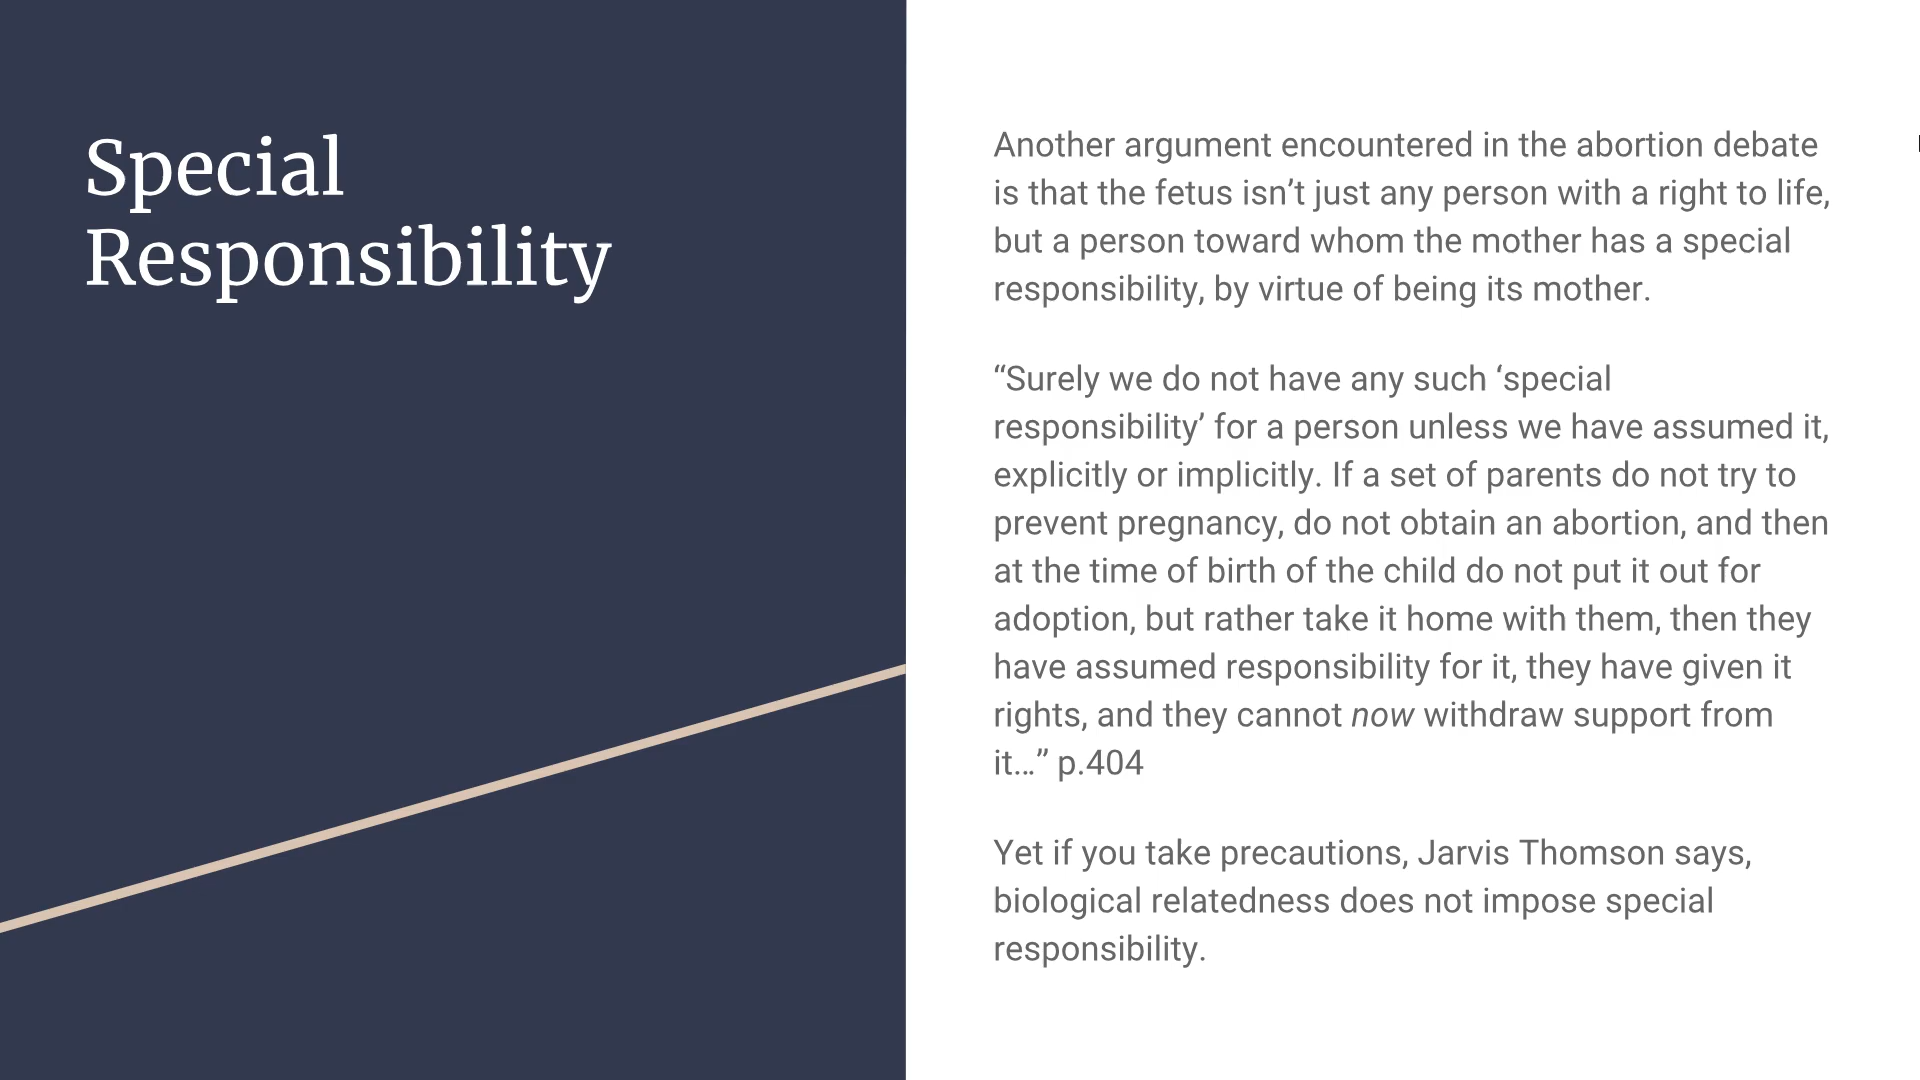 Special
Responsibility
Another argument encountered in the abortion debate
is that the fetus isn’t just any person with a right to life,
but a person toward whom the mother has a special
responsibility, by virtue of being its mother.
“Surely we do not have any such ‘special
responsibility’ for a person unless we have assumed it,
explicitly or implicitly. If a set of parents do not try to
prevent pregnancy, do not obtain an abortion, and then
at the time of birth of the child do not put it out for
adoption, but rather take it home with them, then they
have assumed responsibility for it, they have given it
rights, and they cannot now withdraw support from
it…” p.404
Yet if you take precautions, Jarvis Thomson says,
biological relatedness does not impose special
responsibility.